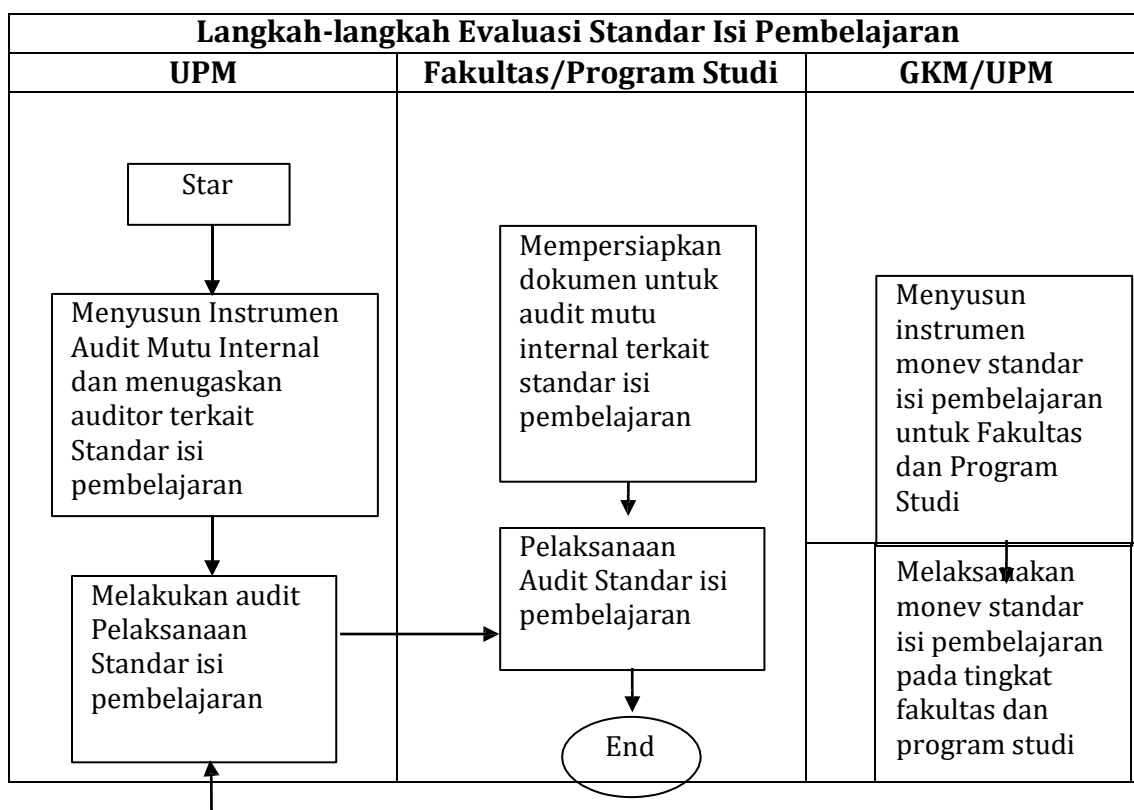 Langkah-langkah Evaluasi Standar Isi Pembelajaran
UPM
Fakultas/Program Studi
GKM/UPM
Star
Menyusun Instrumen
Audit Mutu Internal
dan menugaskan
auditor terkait
Standar isi
pembelajaran
Melakukan audit
Pelaksanaan
Standar isi
pembelajaran
Mempersiapkan
dokumen untuk
audit mutu
internal terkait
standar isi
pembelajaran
Pelaksanaan
Audit Standar isi
pembelajaran
End
Menyusun
instrumen
monev standar
isi pembelajaran
untuk Fakultas
dan Program
Studi
Melaksanakan
monev standar
isi pembelajaran
pada tingkat
fakultas dan
program studi